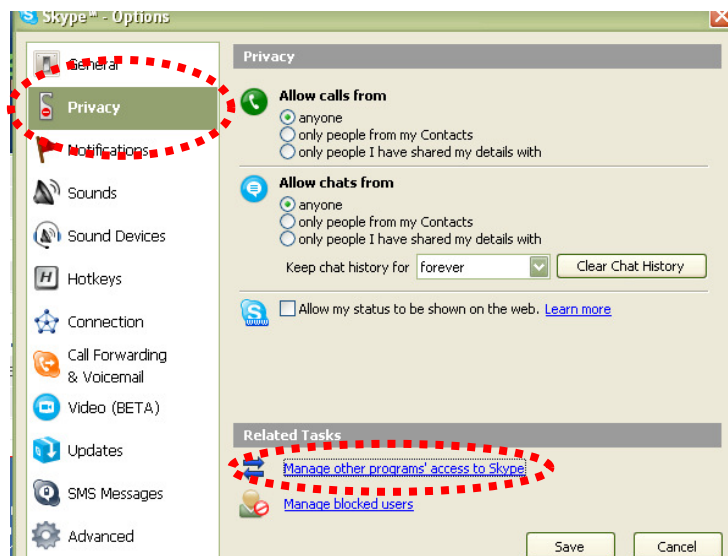 Skype™ - Options
General
Privacy
Notifications
Sounds
Sound Devices
H
Hotkeys
Connection
Call Forwarding
& Voicemail
Video (BETA)
Updates
SMS Messages
Advanced
Privacy
Allow calls from
anyone
only people from my Contacts
only people I have shared my details with
Allow chats from
anyone
only people from my Contacts
only people I have shared my details with
Keep chat history for forever Clear Chat History
Allow my status to be shown on the web. Learn more
Related Tasks
Manage other programs' access to Skype
Manage blocked users
Save Cancel